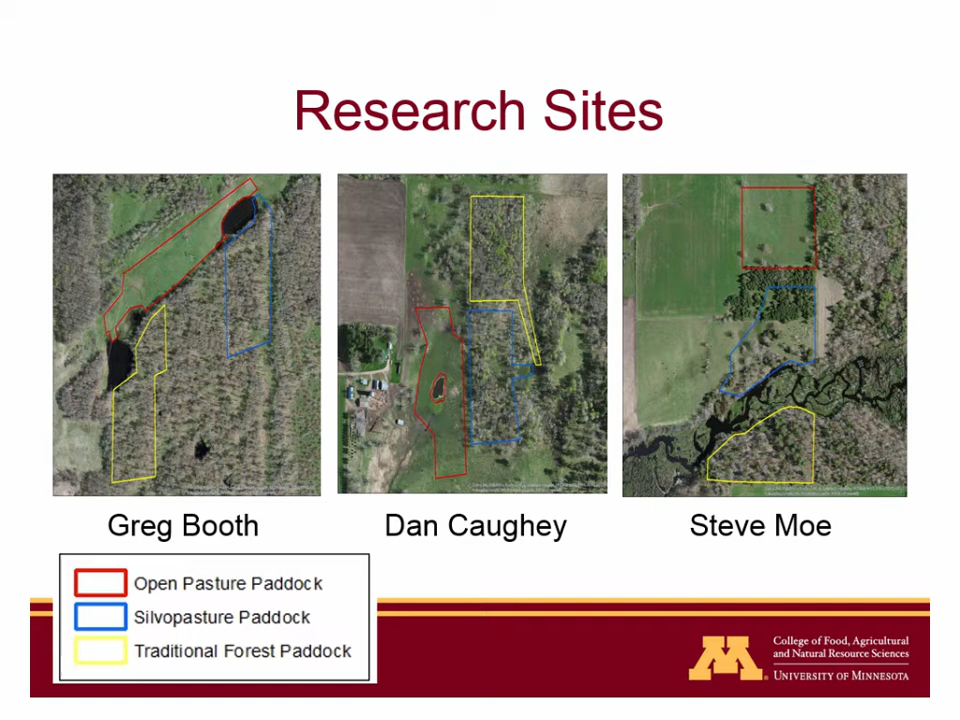 Research Sites
Greg Booth
Dan Caughey
Steve Moe
Open Pasture Paddock
Silvopasture Paddock
Traditional Forest Paddock
College of Food, Agricultural
and Natural Resource Sciences
UNIVERSITY OF MINNESOTA